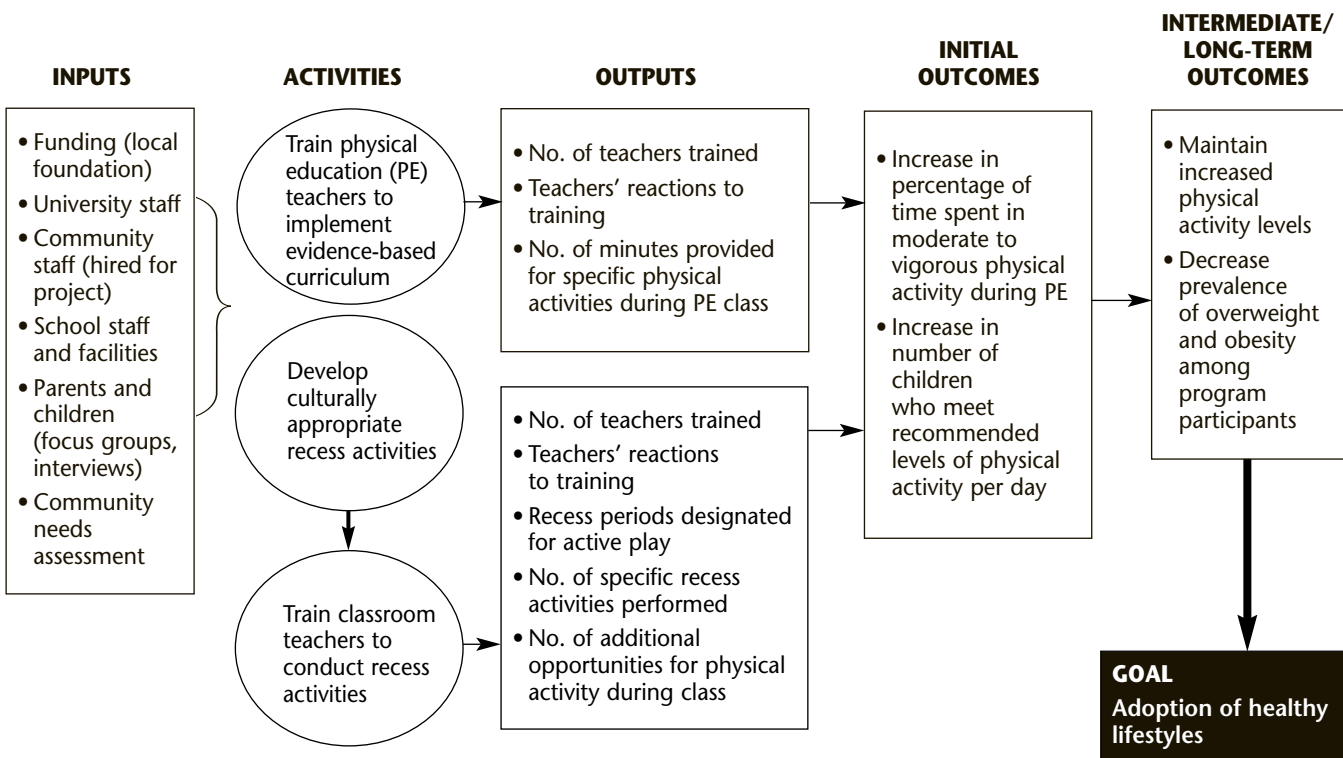 INPUTS
• Funding (local
foundation)
• University staff
• Community
staff (hired for
project)
• School staff
and facilities
• Parents and
children
(focus groups,
interviews)
• Community
needs
assessment
ACTIVITIES
Train physical
education (PE)
teachers to
implement
evidence-based
curriculum
Develop
culturally
appropriate
recess activities
Train classroom
teachers to
conduct recess
activities
OUTPUTS
• No. of teachers trained
• Teachers’ reactions to
training
• No. of minutes provided
for specific physical
activities during PE class
• No. of teachers trained
• Teachers’ reactions
to training
• Recess periods designated
for active play
• No. of specific recess
activities performed
• No. of additional
opportunities for physical
activity during class
INITIAL
OUTCOMES
• Increase in
percentage of
time spent in
moderate to
vigorous physical
activity during PE
• Increase in
number of
children
who meet
recommended
levels of physical
activity per day
INTERMEDIATE/
LONG-TERM
OUTCOMES
• Maintain
increased
physical
activity levels
• Decrease
prevalence
of overweight
and obesity
among
program
participants
GOAL
Adoption of healthy
lifestyles